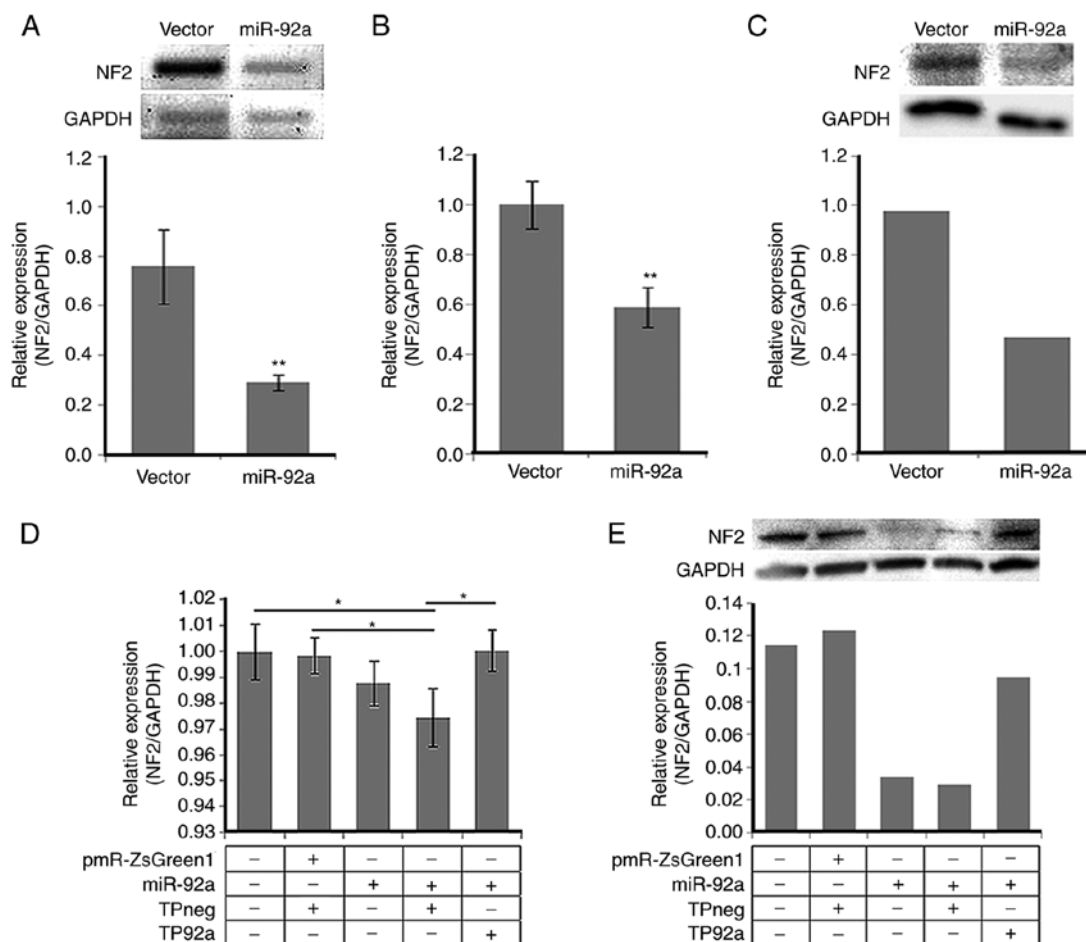 A
Vector miR-92a
NF2
GAPDH
Relative expression
(NF2/GAPDH)
1.2
1.0
0.8
0.6
0.4
0.2
0.0
**
Vector miR-92a
B
Relative expression
(NF2/GAPDH)
1.2
1.0
0.8
0.6
0.4
0.2
0.0
**
Vector miR-92a
C
Vector miR-92a
NF2
GAPDH
Relative expression
(NF2/GAPDH)
1.2
1.0
0.8
0.6
0.4
0.2
0.0
Vector miR-92a
D
Relative expression
(NF2/GAPDH)
1.02
1.00
0.99
0.98
0.97
0.96
0.95
0.94
0.93
*
*
*
pmR-ZsGreen1 – + – – –
miR-92a – – + + +
TPneg – + – + –
TP92a – – – – +
E
NF2
GAPDH
Relative expression
(NF2/GAPDH)
0.14
0.12
0.10
0.08
0.06
0.04
0.02
0.00
pmR-ZsGreen1 – + – – –
miR-92a – – + + +
TPneg – + – + –
TP92a – – – – +